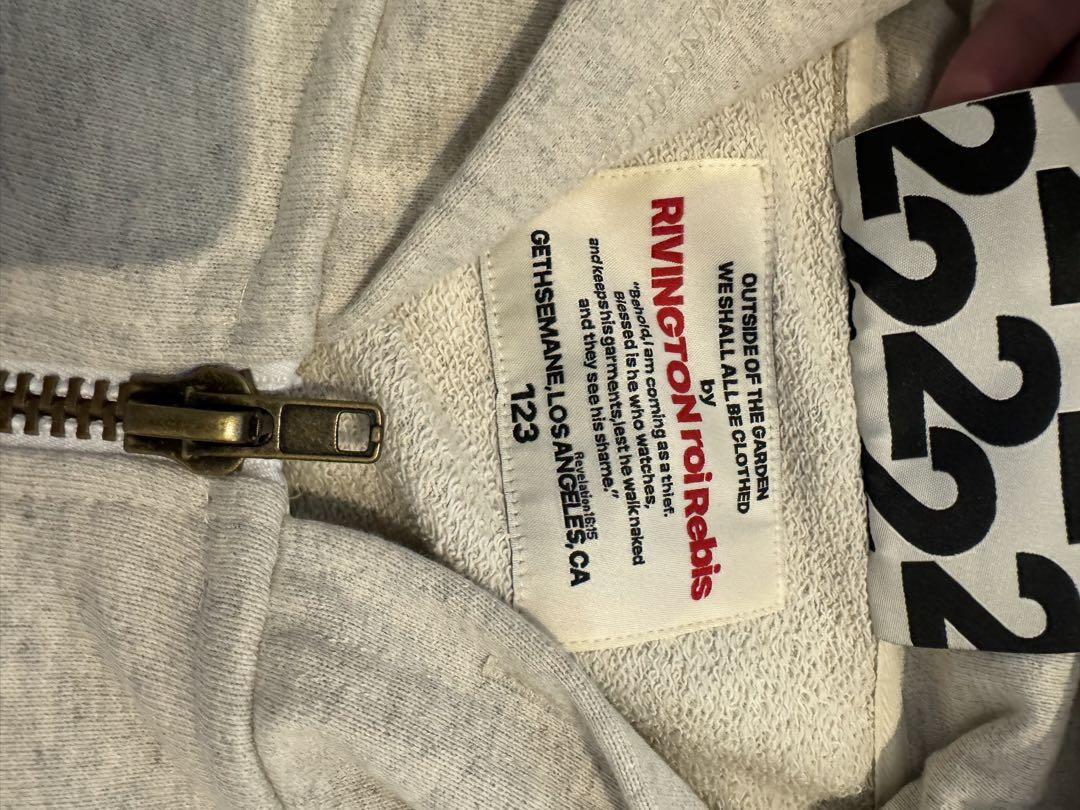 OUTSIDE OF THE GARDEN
WE SHALL ALL BE CLOTHED
by
RIVINGTON roi Rebis
"Behold, I am coming as a thief.
Blessed is he who watches,
and keeps his garments, lest he walk naked
and they see his shame."
Revelation 16:15
GETHSEMANE, LOS ANGELES, CA
123
2222